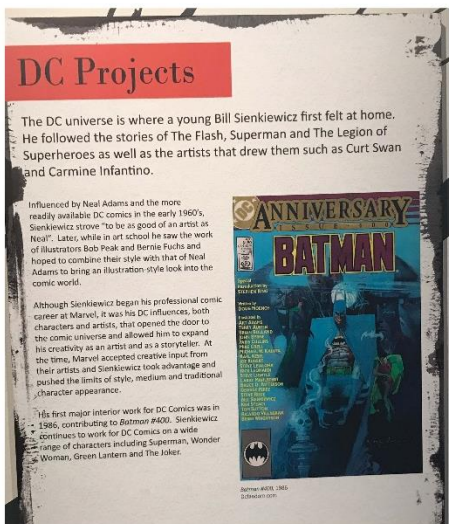 DC Projects
The DC universe is where a young Bill Sienkiewicz first felt at home.
He followed the stories of The Flash, Superman and The Legion of
Superheroes as well as the artists that drew them such as Curt Swan
and Carmine Infantino.
Influenced by Neal Adams and the more
readily available DC comics in the early 1960's,
Sienkiewicz strove "to be as good of an artist as
Neal". Later, while in art school he saw the work
of illustrators Bob Peak and Bernie Fuchs and
hoped to combine their style with that of Neal
Adams to bring an illustration-style look into the
comic world.
Although Sienkiewicz began his professional comic
career at Marvel, it was his DC influences, both
characters and artists, that opened the door to
the comic universe and allowed him to expand
his creativity as an artist and as a storyteller. At
the time, Marvel accepted creative input from
their artists and Sienkiewicz took advantage and
pushed the limits of style, medium and traditional
character appearance.
His first major interior work for DC Comics was in
1986, contributing to Batman #400. Sienkiewicz
continues to work for DC Comics on a wide
range of characters including Superman, Wonder
Woman, Green Lantern and The Joker.
DC
ANNIVERSARY
ISSUE 400
BATMAN
Special
Introduction by
STEPHEN KING
Written by
DOUG MOENCH
Batman #400, 1986